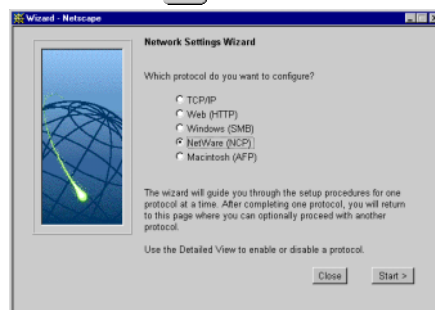 Wizard - Netscape
Network Settings Wizard
Which protocol do you want to configure?
TCP/IP
Web (HTTP)
Windows (SMB)
NetWare (NCP)
Macintosh (AFP)
The wizard will guide you through the setup procedures for one
protocol at a time. After completing one protocol, you will return
to this page where you can optionally proceed with another
protocol.
Use the Detailed View to enable or disable a protocol.
Close
Start >